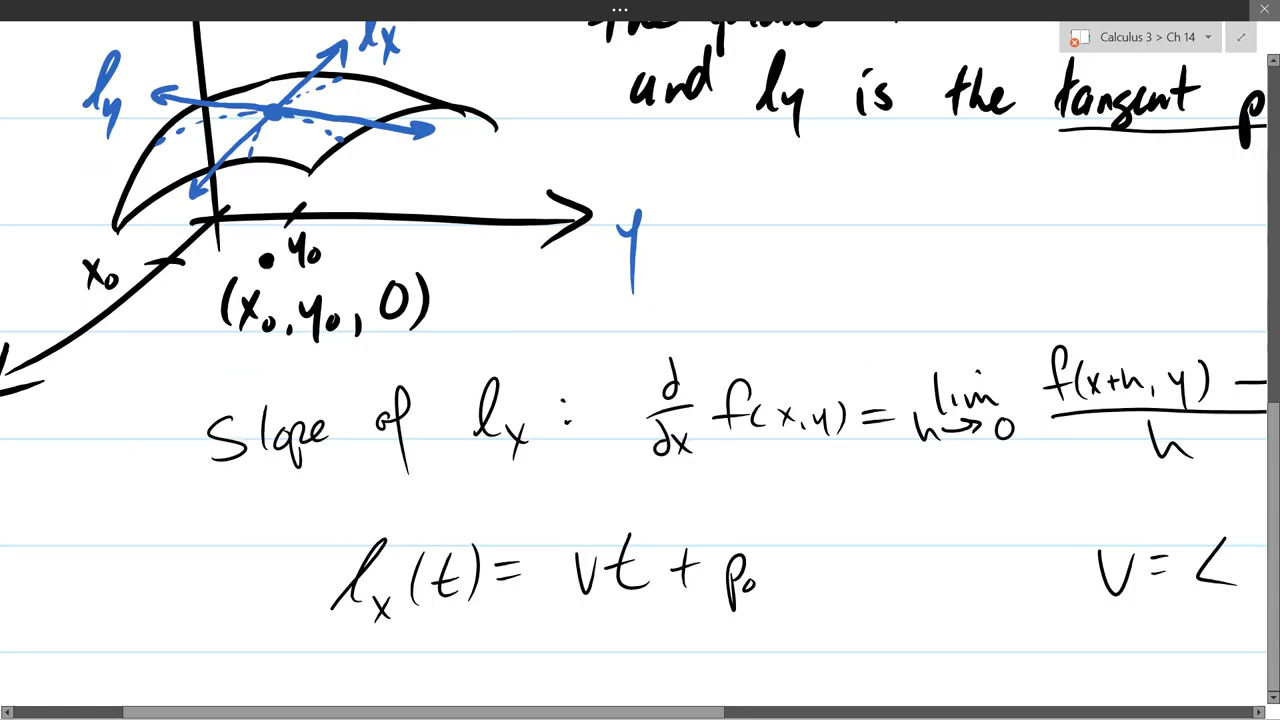 Calculus 3 > Ch 14
lx
ly
and ly is the tangent p
y
x₀
y₀
(x₀, y₀, 0)
Slope of lx : d/dx f(x,y) = lim h→0 f(x+h, y) − / h
lx(t) = vt + p₀
v = <